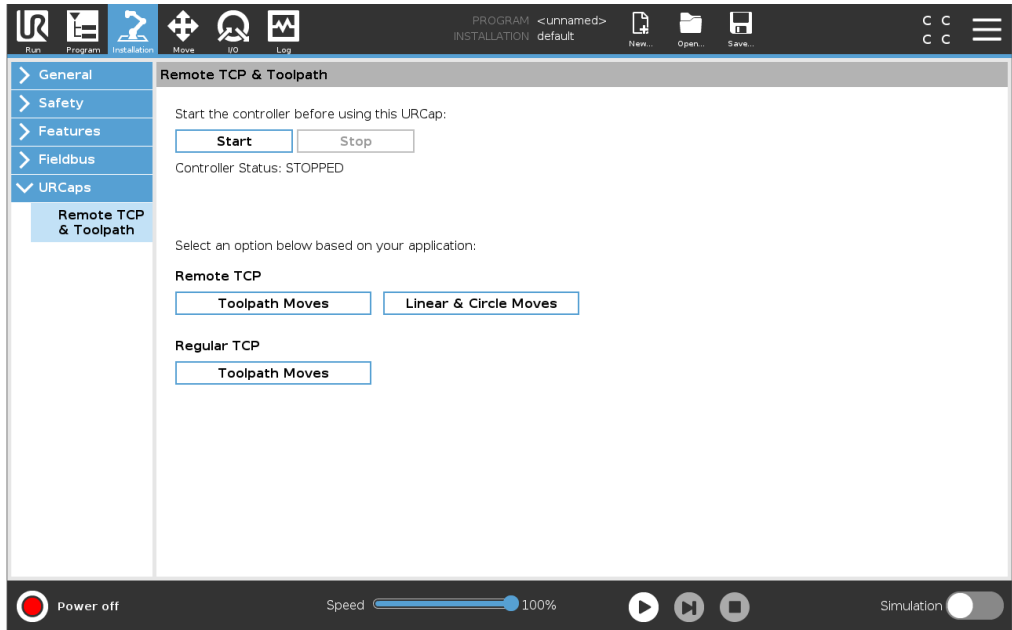 UR
Run
Program
Installation
Move
I/O
Log
PROGRAM <unnamed>
INSTALLATION default
New...
Open...
Save...
C C
C C
General
Safety
Features
Fieldbus
URCaps
Remote TCP
& Toolpath
Remote TCP & Toolpath
Start the controller before using this URCap:
Start
Stop
Controller Status: STOPPED
Select an option below based on your application:
Remote TCP
Toolpath Moves
Linear & Circle Moves
Regular TCP
Toolpath Moves
Power off
Speed
100%
Simulation